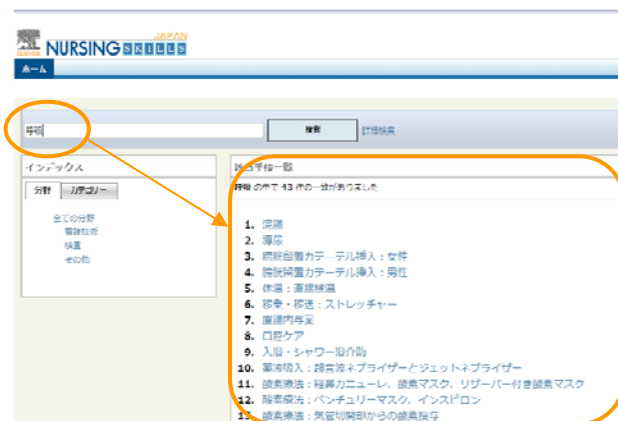 JAPAN
NURSING SKILLS
ホーム
呼吸
検索
詳細検索
インデックス
分野
カテゴリー
全ての分野
看護技術
検査
その他
該当手技一覧
呼吸 の中で 43 件の一致がありました
1. 浣腸
2. 導尿
3. 膀胱留置カテーテル挿入：女性
4. 膀胱留置カテーテル挿入：男性
5. 体温：直腸検温
6. 移乗・移送：ストレッチャー
7. 直腸内与薬
8. 口腔ケア
9. 入浴・シャワー浴介助
10. 薬液吸入：超音波ネブライザーとジェットネブライザー
11. 酸素療法：経鼻カニューレ、酸素マスク、リザーバー付き酸素マスク
12. 酸素療法：ベンチュリーマスク、インスピロン
13. 酸素療法：気管切開部からの酸素投与